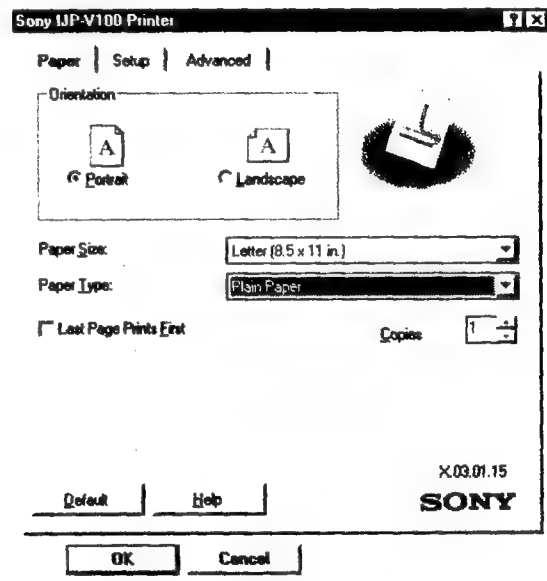 Sony IJP-V100 Printer
Paper Setup Advanced
Orientation
A A
Portrait Landscape
Paper Size: Letter (8.5 x 11 in.)
Paper Type: Plain Paper
Last Page Prints First Copies 1
X.03.01.15
Default Help SONY
OK Cancel